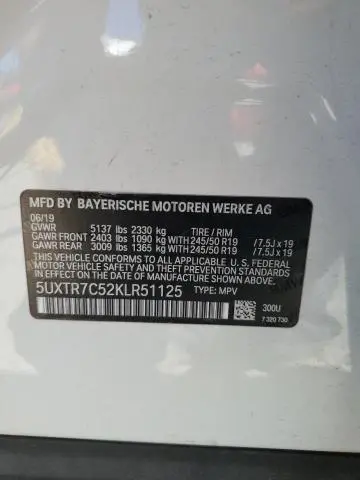 MFD BY BAYERISCHE MOTOREN WERKE AG
06/19
GVWR 5137 lbs 2330 kg TIRE / RIM
GAWR FRONT 2403 lbs 1090 kg WITH 245/50 R19 /7.5J x 19
GAWR REAR 3009 lbs 1365 kg WITH 245/50 R19 /7.5J x 19
THIS VEHICLE CONFORMS TO ALL APPLICABLE U. S. FEDERAL
MOTOR VEHICLE SAFETY, BUMPER, AND THEFT PREVENTION
STANDARDS IN EFFECT ON THE DATE OF MANUFACTURE SHOWN ABOVE.
5UXTR7C52KLR51125 TYPE: MPV 300U
7 320 730